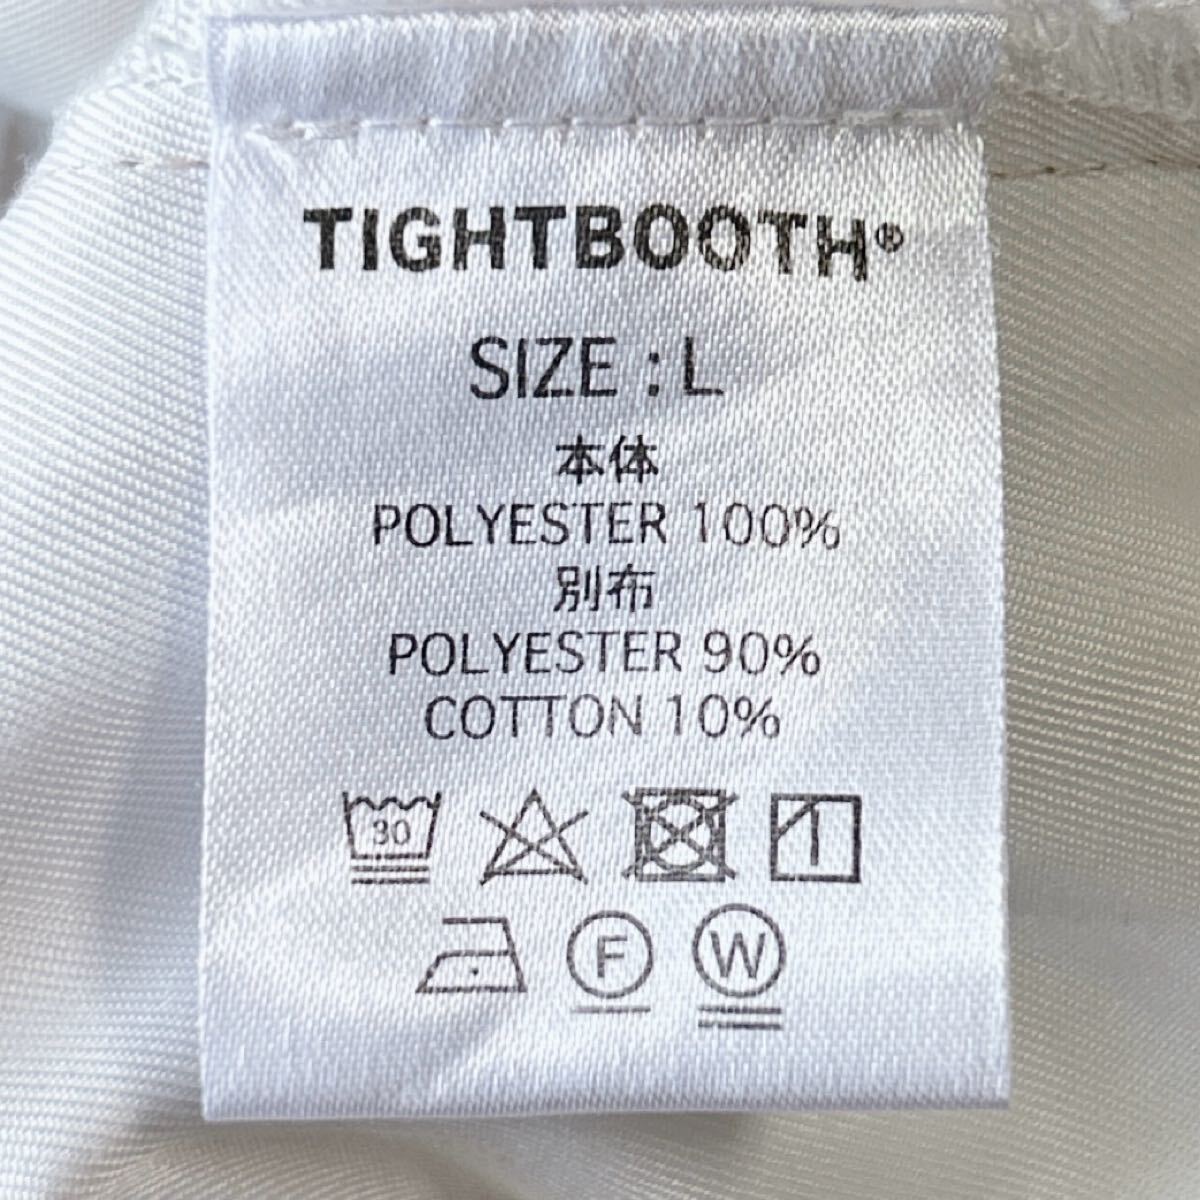 TIGHTBOOTH®
SIZE : L
本体
POLYESTER 100%
別布
POLYESTER 90%
COTTON 10%
30
F W